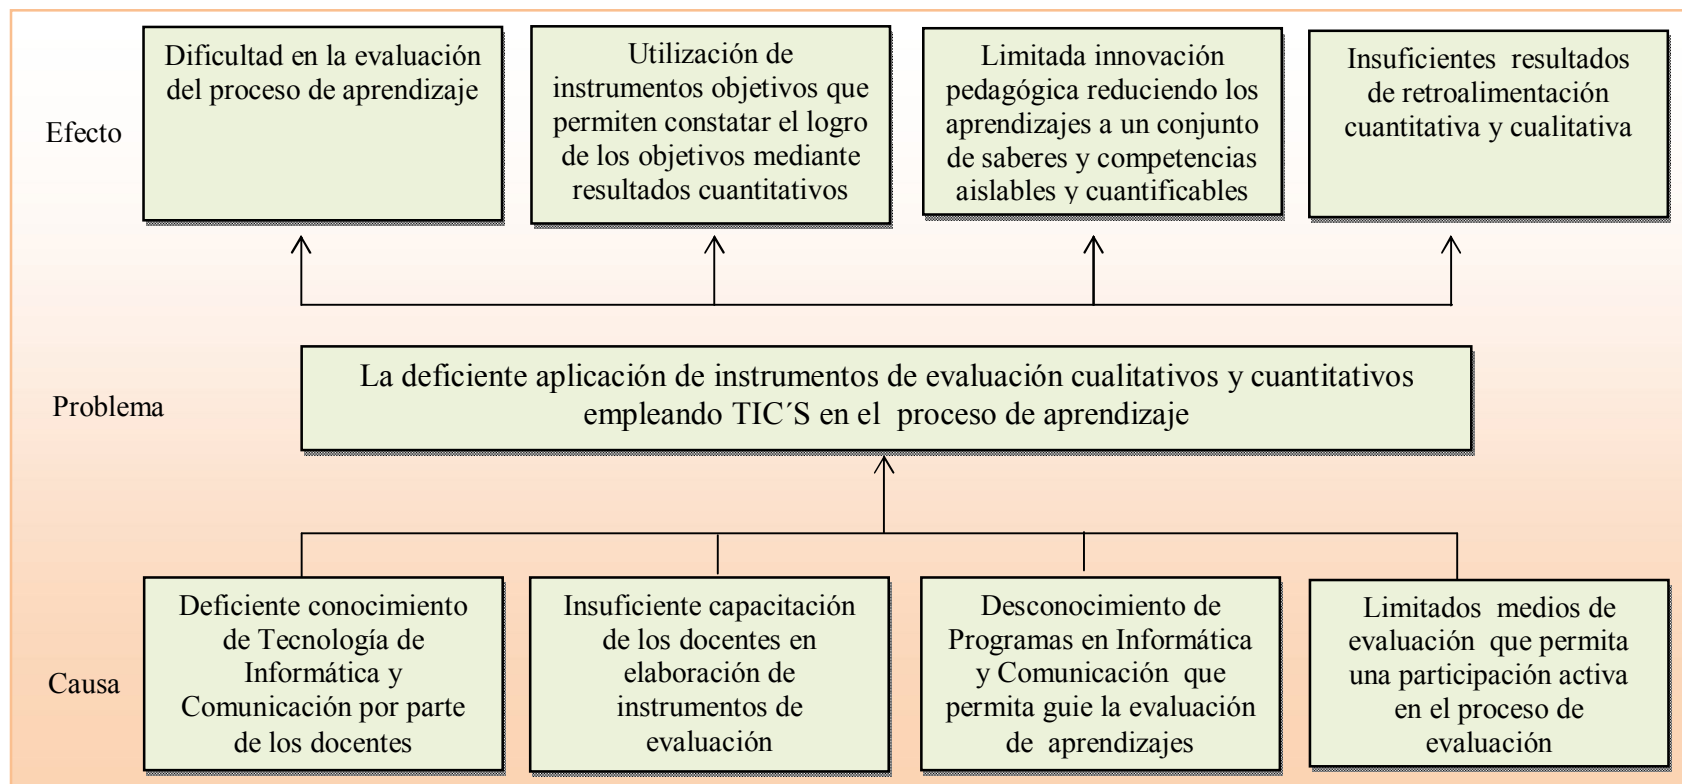 Efecto
Dificultad en la evaluación
del proceso de aprendizaje
Utilización de
instrumentos objetivos que
permiten constatar el logro
de los objetivos mediante
resultados cuantitativos
Limitada innovación
pedagógica reduciendo los
aprendizajes a un conjunto
de saberes y competencias
aislables y cuantificables
Insuficientes resultados
de retroalimentación
cuantitativa y cualitativa
Problema
La deficiente aplicación de instrumentos de evaluación cualitativos y cuantitativos
empleando TIC´S en el proceso de aprendizaje
Causa
Deficiente conocimiento
de Tecnología de
Informática y
Comunicación por parte
de los docentes
Insuficiente capacitación
de los docentes en
elaboración de
instrumentos de
evaluación
Desconocimiento de
Programas en Informática
y Comunicación que
permita guie la evaluación
de aprendizajes
Limitados medios de
evaluación que permita
una participación activa
en el proceso de
evaluación